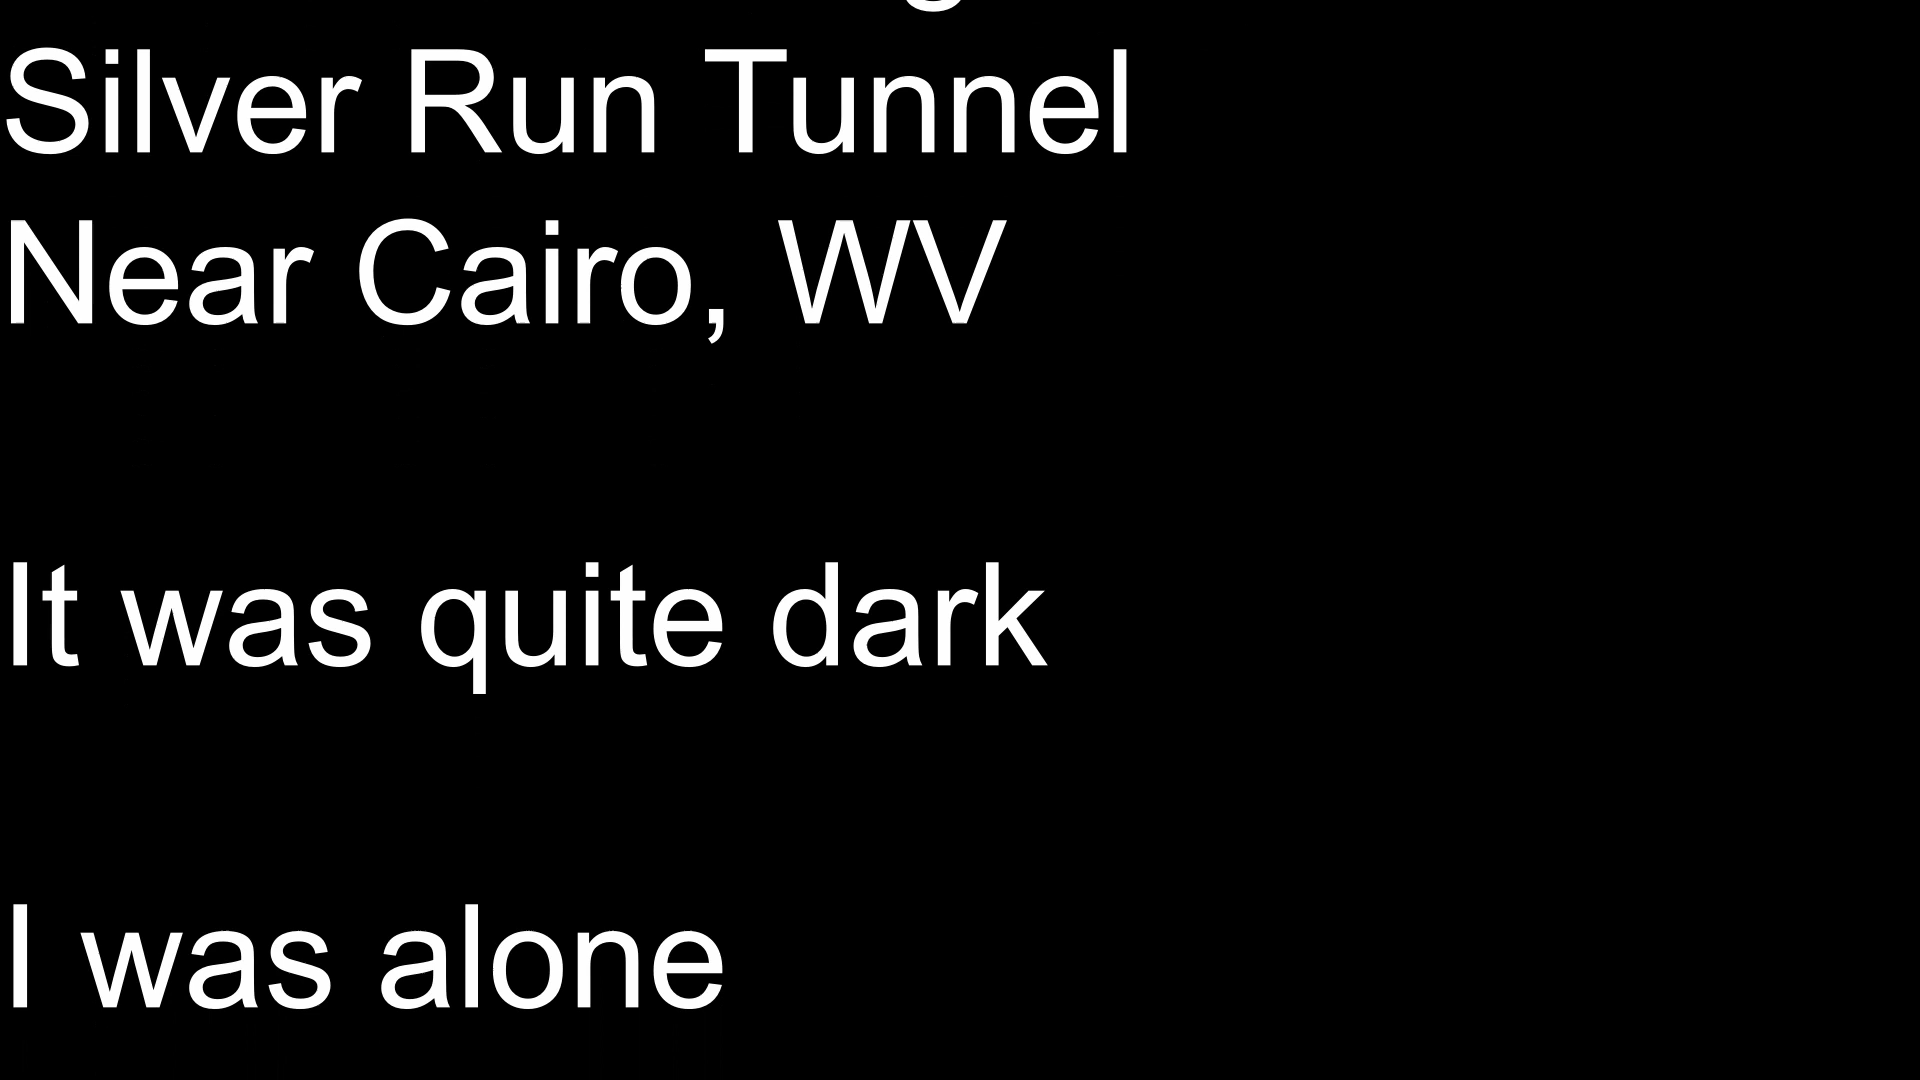 Silver Run Tunnel
Near Cairo, WV
It was quite dark
I was alone